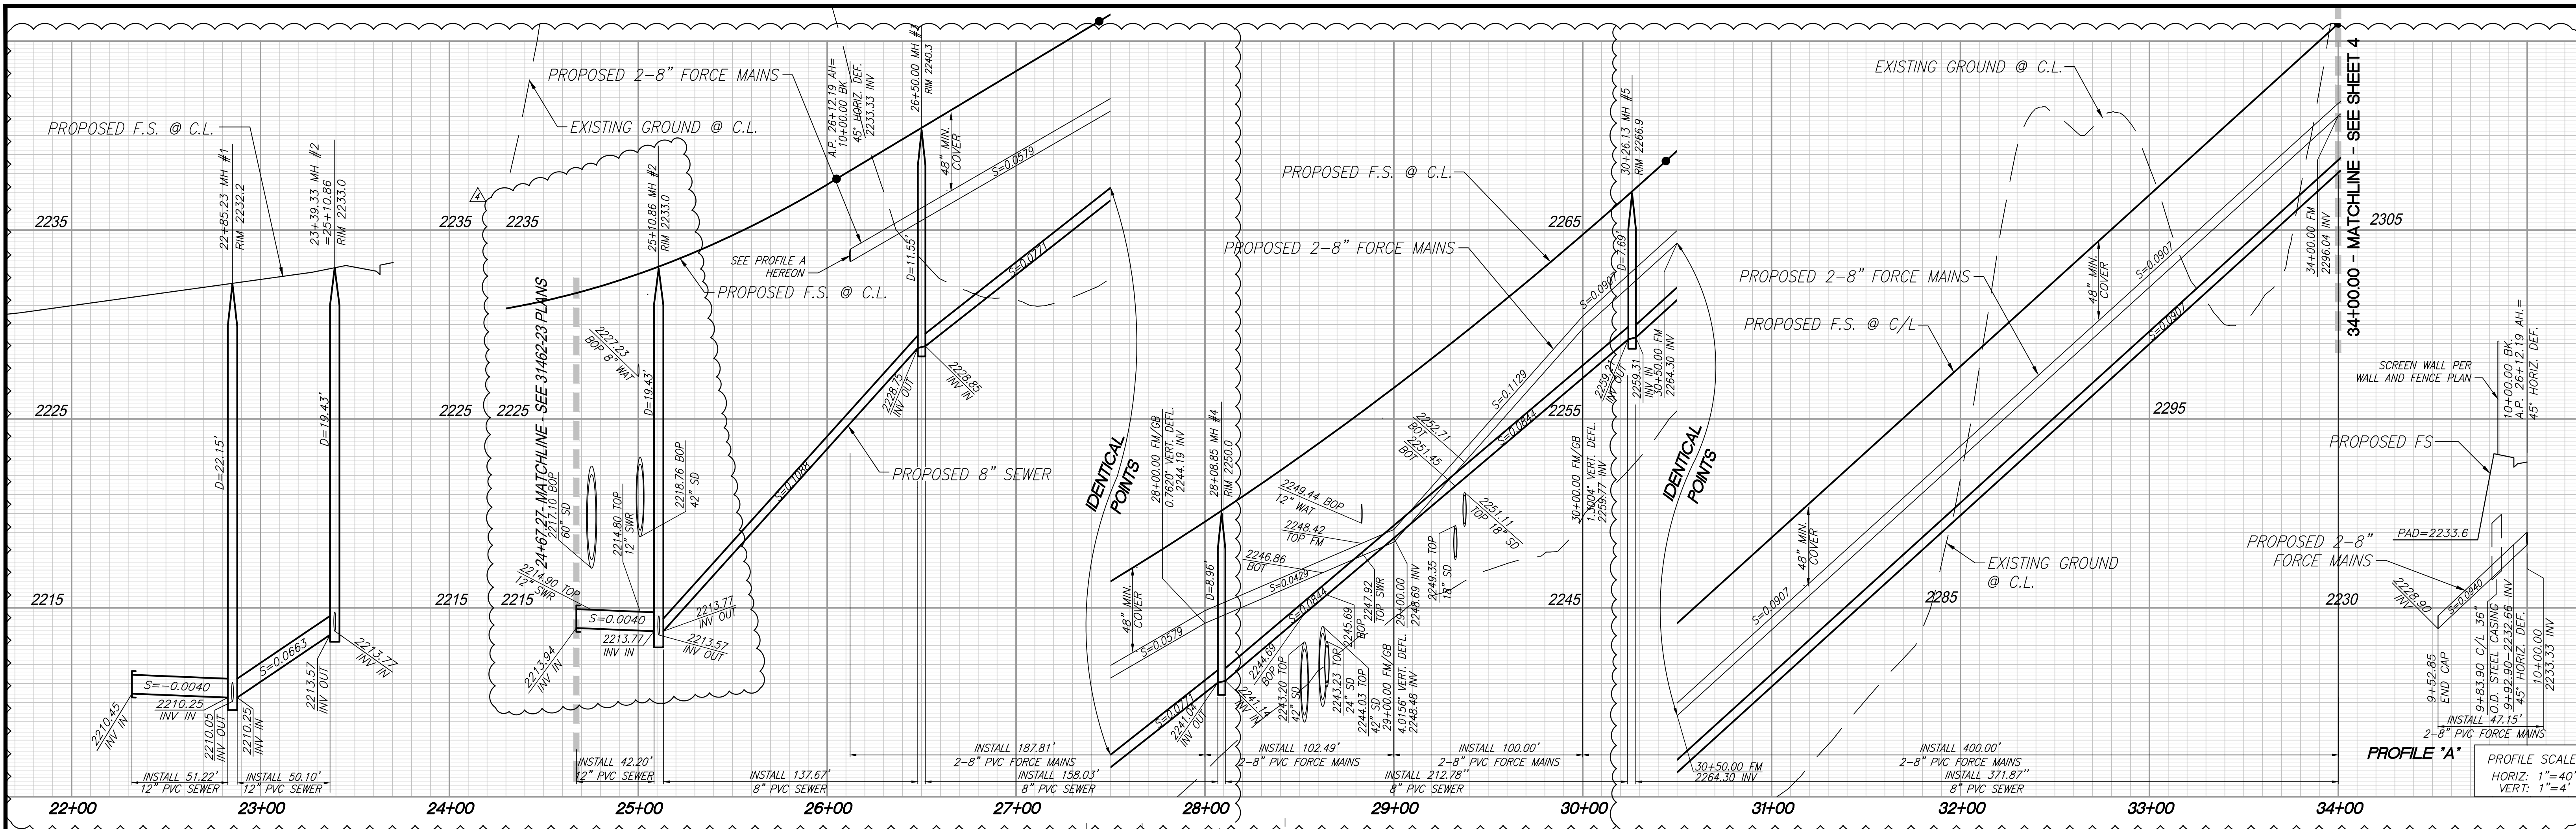 PROPOSED F.S. @ C.L.
22+85.23 MH #1
RIM 2232.2
23+39.33 MH #2
=25+10.86
RIM 2233.0
2235
2225
2215
D=22.15'
D=19.43'
S=-0.0040
S=0.0663
2210.45
INV IN
2210.25
INV IN
2210.05
INV OUT
2210.25
INV IN
2213.57
INV OUT
2213.77
INV IN
INSTALL 51.22'
12" PVC SEWER
INSTALL 50.10'
12" PVC SEWER
2235
2225
2215
4
PROPOSED 2-8" FORCE MAINS
EXISTING GROUND @ C.L.
24+67.27- MATCHLINE - SEE 31462-23 PLANS
25+10.86 MH #2
RIM 2233.0
2227.23
BOP 8" WAT
D=19.43'
2217.10 BOP
60" SD
2214.80 TOP
12" SWR
2218.76 BOP
42" SD
2214.90 TOP
12" SWR
S=0.0040
2213.94
INV IN
2213.77
INV IN
2213.77
INV OUT
2213.57
INV OUT
INSTALL 42.20'
12" PVC SEWER
INSTALL 137.67'
8" PVC SEWER
PROPOSED F.S. @ C.L.
SEE PROFILE A
HEREON
A.P. 26+12.19 AH=
10+00.00 BK
45° HORIZ. DEF.
2233.33 INV
26+50.00 MH #3
RIM 2240.3
48" MIN.
COVER
S=0.0579
D=11.55'
S=0.0771
S=0.1088
2228.75
INV OUT
2228.85
INV IN
PROPOSED 8" SEWER
INSTALL 187.81'
2-8" PVC FORCE MAINS
INSTALL 158.03'
8" PVC SEWER
IDENTICAL
POINTS
48" MIN.
COVER
S=0.0579
28+00.00 FM/GB
0.7620° VERT. DEFL.
2244.19 INV
28+08.85 MH #4
RIM 2250.0
D=8.96'
S=0.0771
2241.04
INV OUT
2241.14
INV IN
PROPOSED F.S. @ C.L.
PROPOSED 2-8" FORCE MAINS
2249.44 BOP
12" WAT
2248.42
TOP FM
2246.86
BOT
S=0.0429
S=0.0844
2244.69
BOP
2243.20 TOP
42" SD
2243.23 TOP
24" SD
2244.03 TOP
42" SD
2245.69
BOP
2247.92
TOP SWR
29+00.00 FM/GB
4.0156° VERT. DEFL.
2248.48 INV
29+00.00
2248.69 INV
2249.35 TOP
18" SD
2251.11
TOP 18" SD
2252.71
BOT
2251.45
BOT
S=0.1129
S=0.0844
S=0.0907
30+00.00 FM/GB
1.3004° VERT. DEFL.
2259.77 INV
INSTALL 102.49'
2-8" PVC FORCE MAINS
INSTALL 100.00'
2-8" PVC FORCE MAINS
INSTALL 212.78''
8" PVC SEWER
2265
2255
2245
30+26.13 MH #5
RIM 2266.9
D=7.69'
2259.21
INV OUT
2259.31
INV IN
30+50.00 FM
2264.30 INV
IDENTICAL
POINTS
30+50.00 FM
2264.30 INV
EXISTING GROUND @ C.L.
PROPOSED 2-8" FORCE MAINS
PROPOSED F.S. @ C/L
48" MIN.
COVER
48" MIN.
COVER
S=0.0907
S=0.0907
S=0.0907
EXISTING GROUND
@ C.L.
INSTALL 400.00'
2-8" PVC FORCE MAINS
INSTALL 371.87''
8" PVC SEWER
34+00.00 FM
2296.04 INV
34+00.00 - MATCHLINE - SEE SHEET 4
2305
2295
2285
2230
SCREEN WALL PER
WALL AND FENCE PLAN
10+00.00 BK.
A.P. 26+12.19 AH.=
45° HORIZ. DEF.
PROPOSED FS
PAD=2233.6
PROPOSED 2-8"
FORCE MAINS
2228.90
INV
S=0.0940
9+52.85
END CAP
9+83.90 C/L 36"
O.D. STEEL CASING
9+92.90-2232.66 INV
45° HORIZ. DEF.
10+00.00
2233.33 INV
INSTALL 47.15'
2-8" PVC FORCE MAINS
PROFILE "A"
PROFILE SCALE
HORIZ: 1"=40'
VERT: 1"=4'
22+00
23+00
24+00
25+00
26+00
27+00
28+00
29+00
30+00
31+00
32+00
33+00
34+00